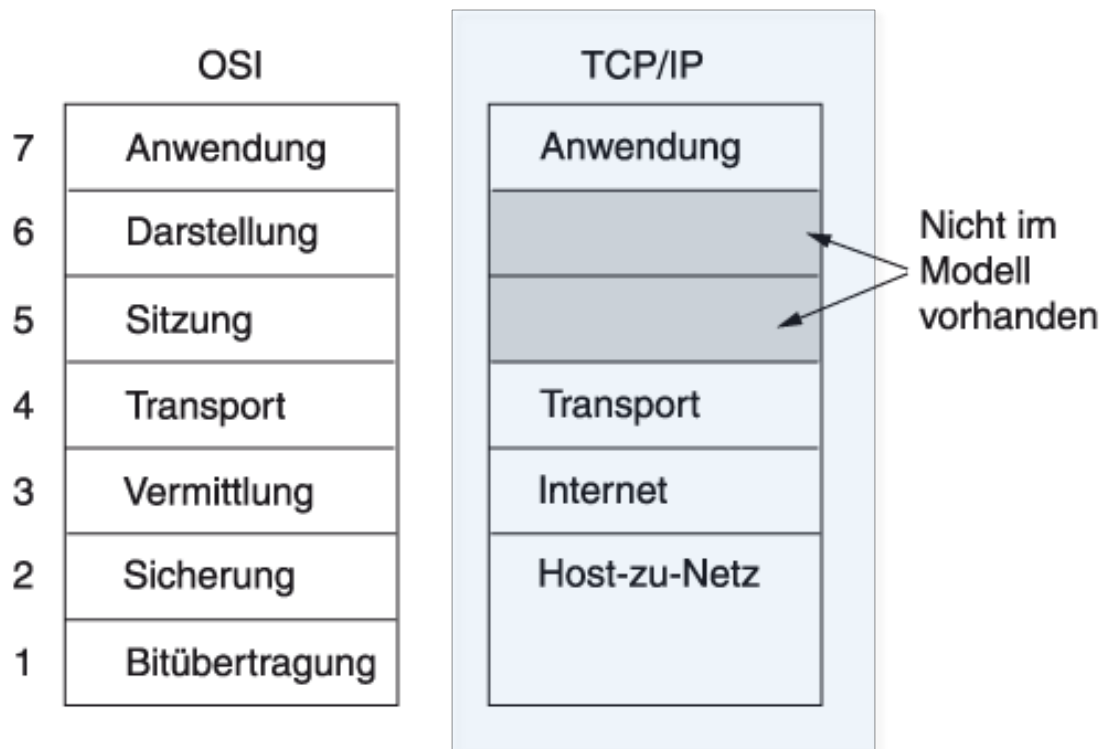 OSI
TCP/IP
7
Anwendung
Anwendung
6
Darstellung
5
Sitzung
Nicht im
Modell
vorhanden
4
Transport
Transport
3
Vermittlung
Internet
2
Sicherung
Host-zu-Netz
1
Bitübertragung